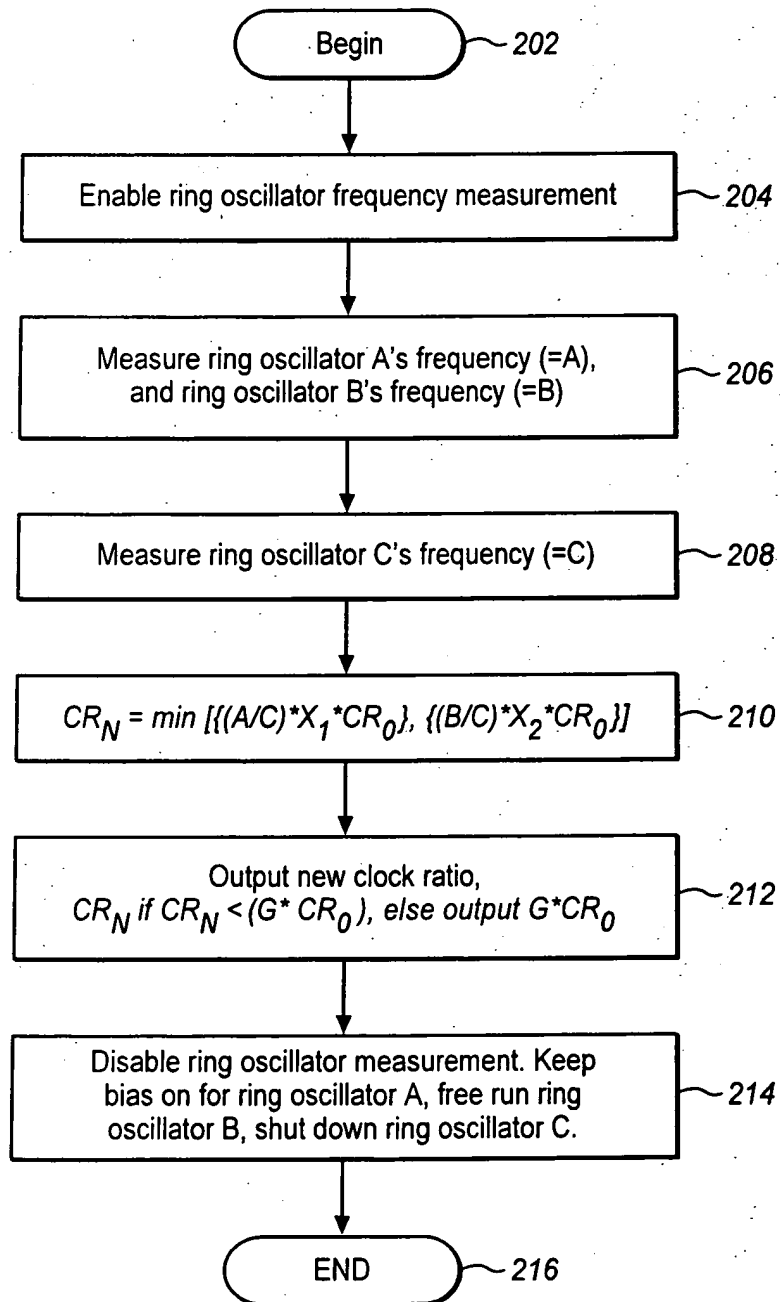 Begin
202
Enable ring oscillator frequency measurement
204
Measure ring oscillator A's frequency (=A),
and ring oscillator B's frequency (=B)
206
Measure ring oscillator C's frequency (=C)
208
CR_N = min [{(A/C)*X_1*CR_0}, {(B/C)*X_2*CR_0}]
210
Output new clock ratio,
CR_N if CR_N < (G* CR_0), else output G*CR_0
212
Disable ring oscillator measurement. Keep
bias on for ring oscillator A, free run ring
oscillator B, shut down ring oscillator C.
214
END
216